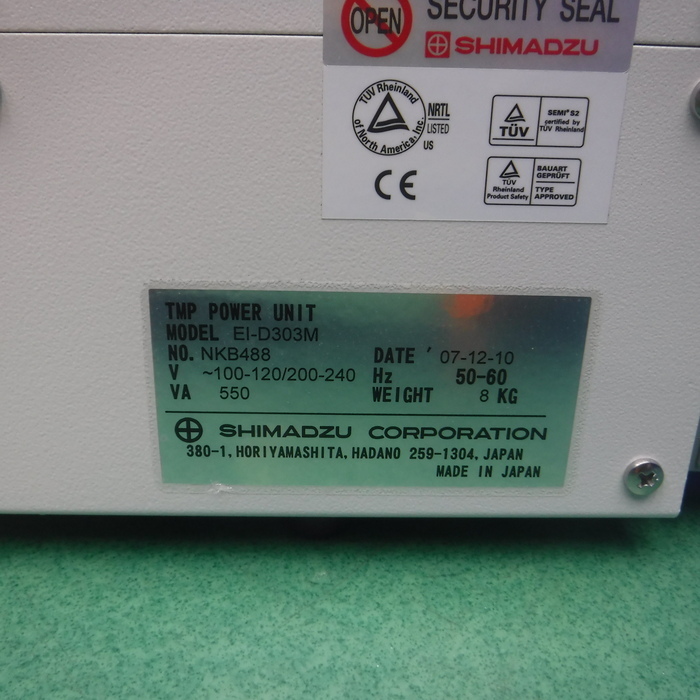 OPEN
SECURITY SEAL
SHIMADZU
TÜV Rheinland
of North America, Inc.
NRTL
LISTED
US
TÜV
SEMI® S2
certified by
TÜV Rheinland
CE
TÜV
Rheinland
Product Safety
BAUART
GEPRÜFT
TYPE
APPROVED
TMP POWER UNIT
MODEL EI-D303M
NO. NKB488 DATE '07-12-10
V ~100-120/200-240 Hz 50-60
VA 550 WEIGHT 8 KG
SHIMADZU CORPORATION
380-1, HORIYAMASHITA, HADANO 259-1304, JAPAN
MADE IN JAPAN